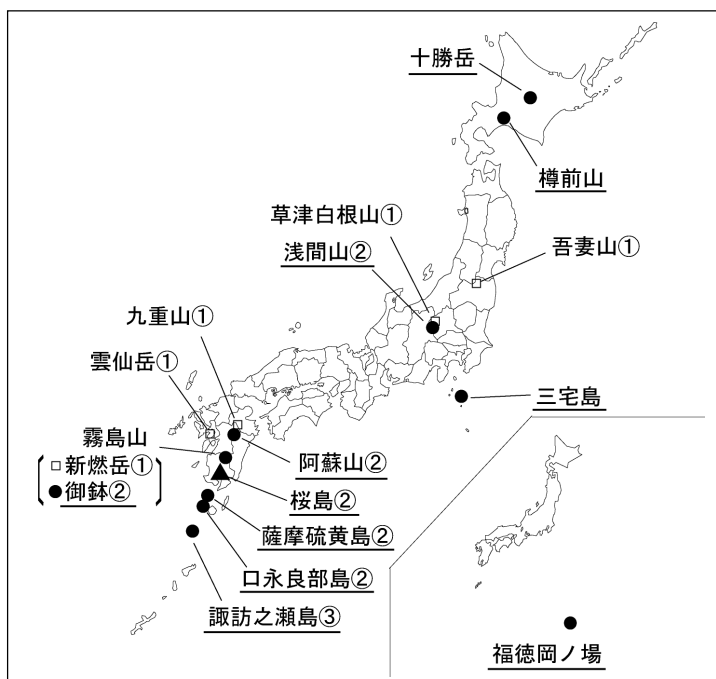 十勝岳
樽前山
草津白根山①
浅間山②
吾妻山①
九重山①
雲仙岳①
三宅島
霧島山
□新燃岳①
●御鉢②
阿蘇山②
桜島②
薩摩硫黄島②
口永良部島②
諏訪之瀬島③
福徳岡ノ場